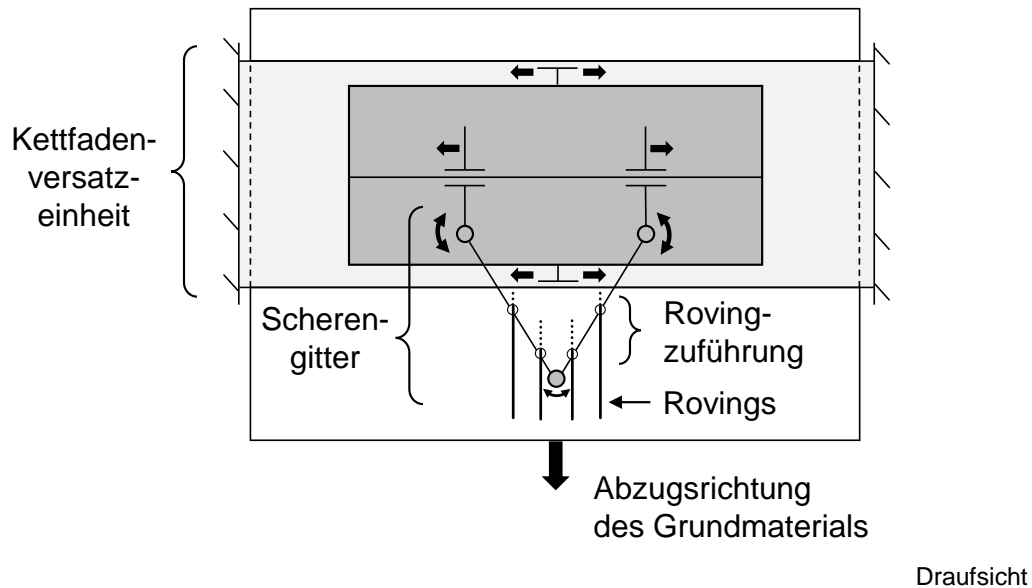 Kettfaden-
versatz-
einheit
Scheren-
gitter
Roving-
zuführung
Rovings
Abzugsrichtung
des Grundmaterials
Draufsicht